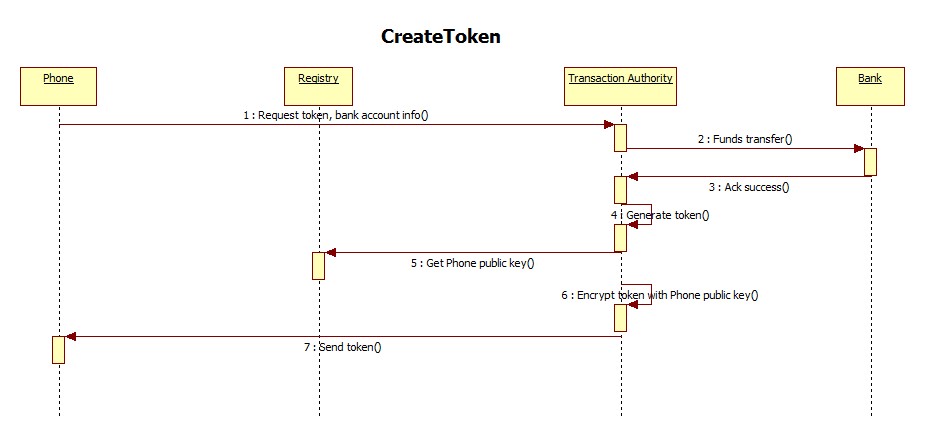 CreateToken
Phone
Registry
Transaction Authority
Bank
1 : Request token, bank account info()
2 : Funds transfer()
3 : Ack success()
4 : Generate token()
5 : Get Phone public key()
6 : Encrypt token with Phone public key()
7 : Send token()